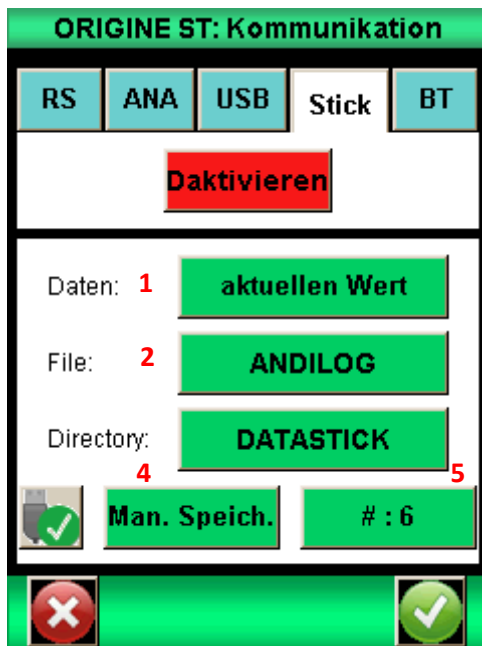 ORIGINE ST: Kommunikation
RS ANA USB Stick BT
Daktivieren
Daten: 1 aktuellen Wert
File: 2 ANDILOG
Directory: DATASTICK
4 5
Man. Speich. # : 6